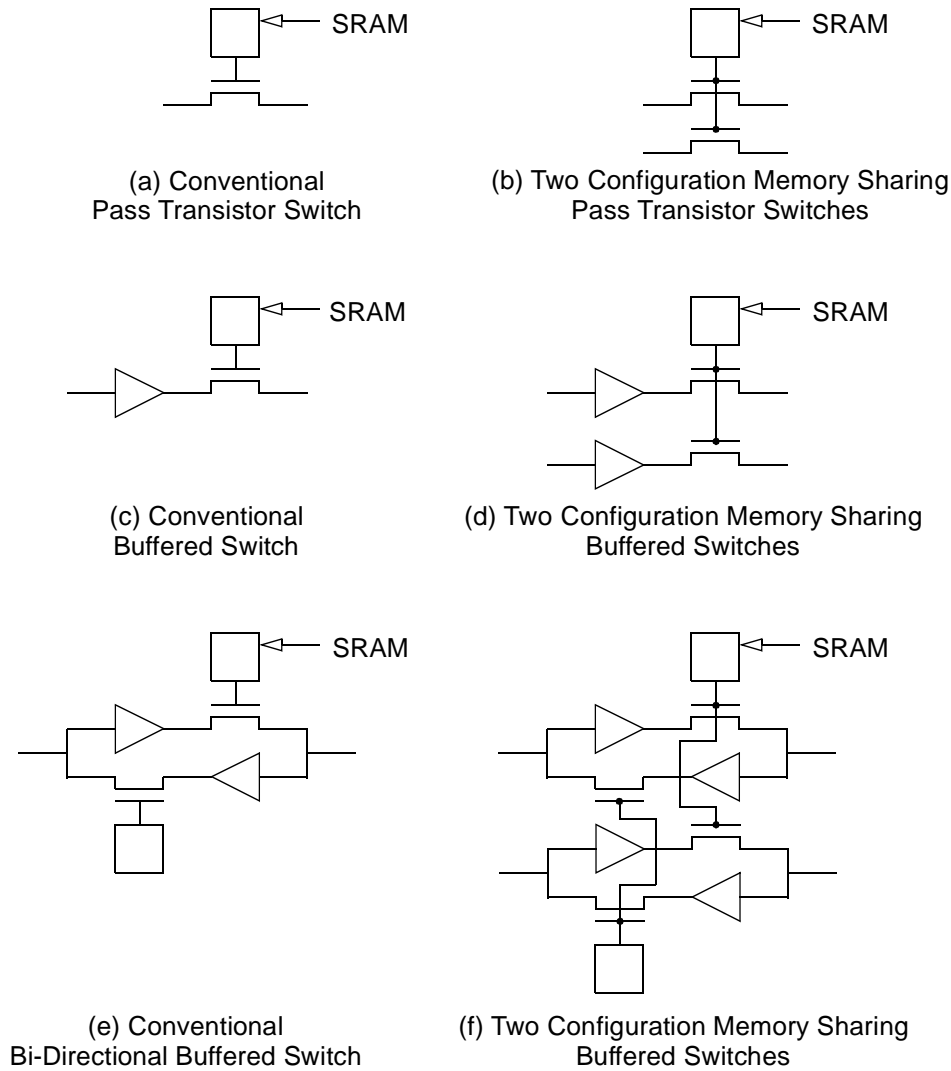 SRAM
SRAM
(a) Conventional
Pass Transistor Switch
(b) Two Configuration Memory Sharing
Pass Transistor Switches
SRAM
SRAM
(c) Conventional
Buffered Switch
(d) Two Configuration Memory Sharing
Buffered Switches
SRAM
SRAM
(e) Conventional
Bi-Directional Buffered Switch
(f) Two Configuration Memory Sharing
Buffered Switches